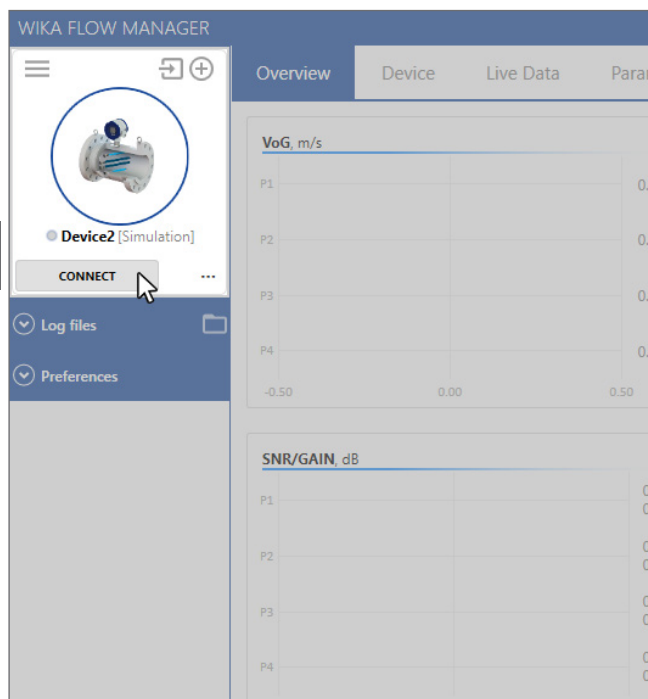 WIKA FLOW MANAGER
Device2 [Simulation]
CONNECT
...
Log files
Preferences
Overview
Device
Live Data
VoG, m/s
P1
P2
P3
P4
-0.50
0.00
0.50
SNR/GAIN, dB
P1
P2
P3
P4